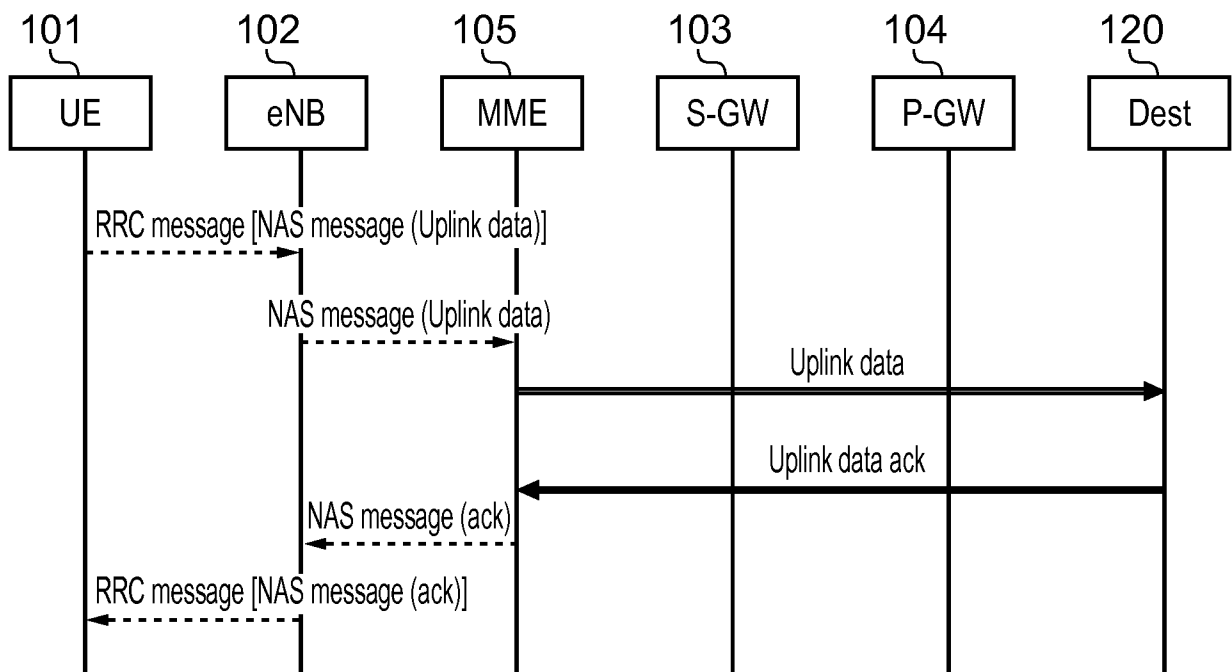 101 102 105 103 104 120
UE eNB MME S-GW P-GW Dest
RRC message [NAS message (Uplink data)]
NAS message (Uplink data)
Uplink data
Uplink data ack
NAS message (ack)
RRC message [NAS message (ack)]